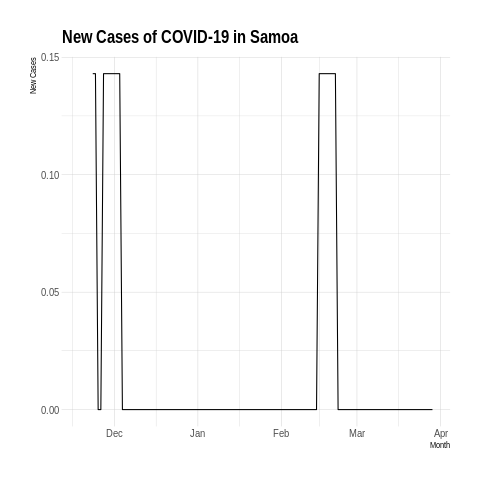 New Cases of COVID-19 in Samoa
New Cases
0.15
0.10
0.05
0.00
Dec Jan Feb Mar Apr
Month